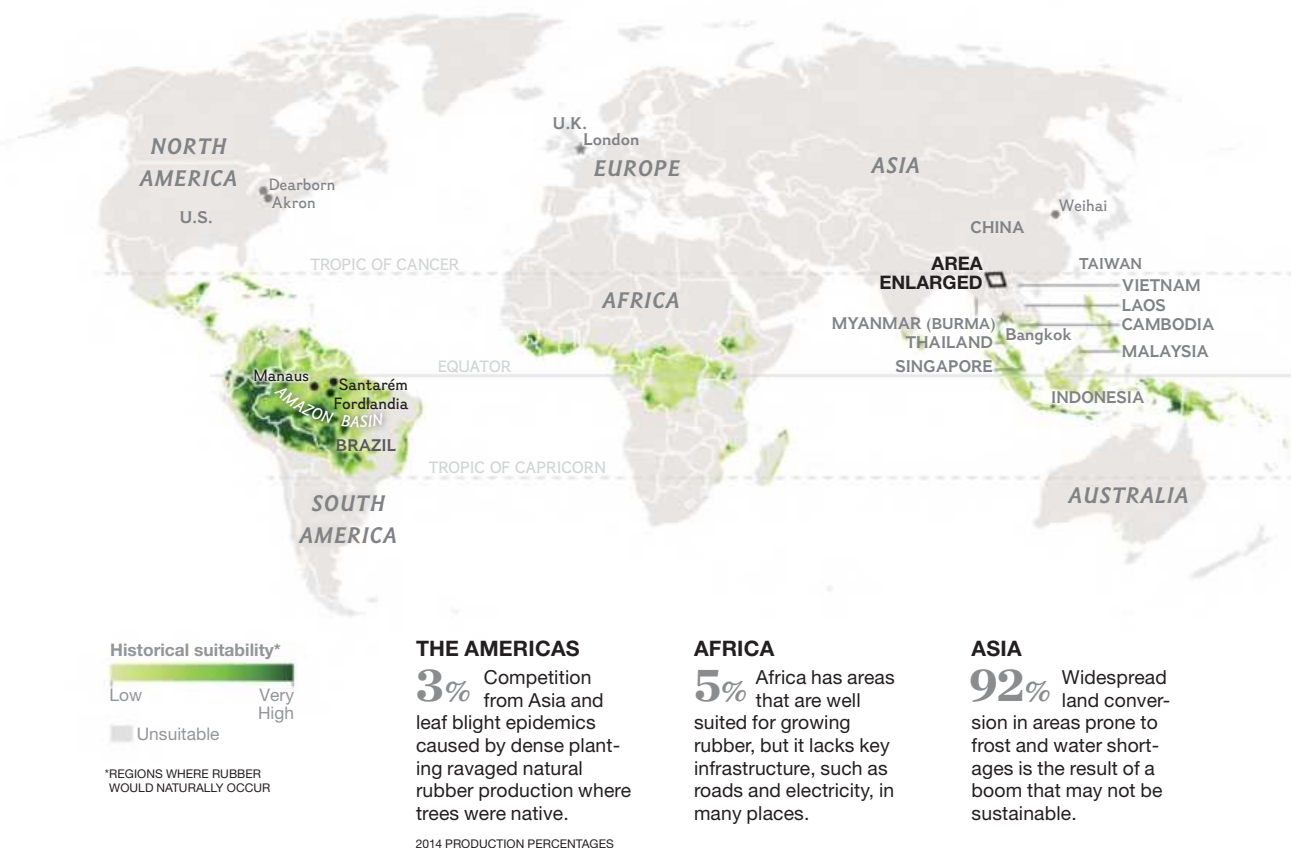 U.K.
London
NORTH
AMERICA
EUROPE
ASIA
Dearborn
Akron
U.S.
Weihai
CHINA
TROPIC OF CANCER
AREA
ENLARGED
TAIWAN
VIETNAM
LAOS
AFRICA
MYANMAR (BURMA)
CAMBODIA
Bangkok
THAILAND
MALAYSIA
EQUATOR
SINGAPORE
Manaus
Santarém
Fordlandia
AMAZON BASIN
INDONESIA
BRAZIL
TROPIC OF CAPRICORN
SOUTH
AMERICA
AUSTRALIA
Historical suitability*
Low
Very
High
Unsuitable
*REGIONS WHERE RUBBER
WOULD NATURALLY OCCUR
THE AMERICAS
3% Competition
from Asia and
leaf blight epidemics
caused by dense plant-
ing ravaged natural
rubber production where
trees were native.
2014 PRODUCTION PERCENTAGES
AFRICA
5% Africa has areas
that are well
suited for growing
rubber, but it lacks key
infrastructure, such as
roads and electricity, in
many places.
ASIA
92% Widespread
land conver-
sion in areas prone to
frost and water short-
ages is the result of a
boom that may not be
sustainable.